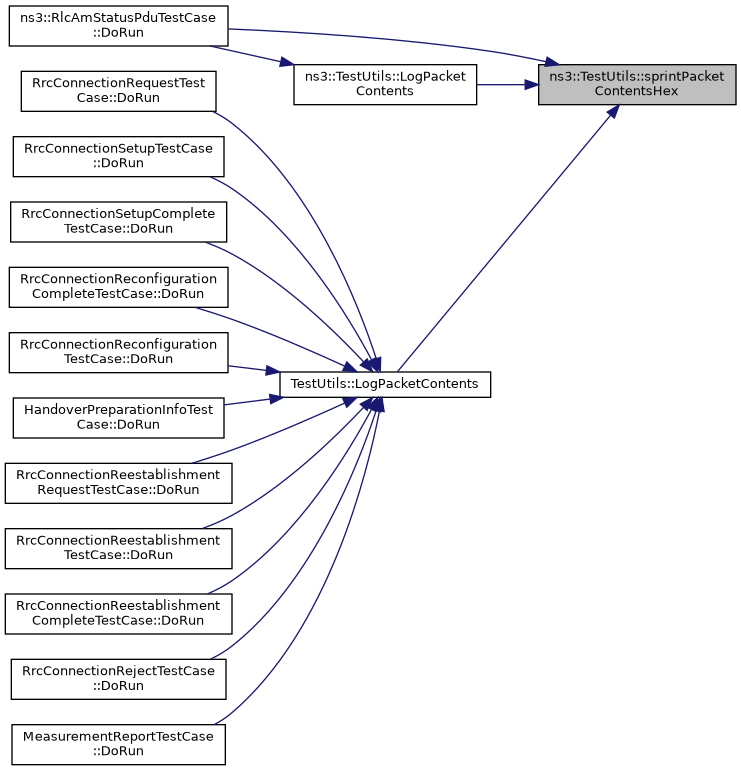 ns3::RlcAmStatusPduTestCase
::DoRun
ns3::TestUtils::LogPacket
Contents
ns3::TestUtils::sprintPacket
ContentsHex
RrcConnectionRequestTest
Case::DoRun
RrcConnectionSetupTestCase
::DoRun
RrcConnectionSetupComplete
TestCase::DoRun
RrcConnectionReconfiguration
CompleteTestCase::DoRun
RrcConnectionReconfiguration
TestCase::DoRun
TestUtils::LogPacketContents
HandoverPreparationInfoTest
Case::DoRun
RrcConnectionReestablishment
RequestTestCase::DoRun
RrcConnectionReestablishment
TestCase::DoRun
RrcConnectionReestablishment
CompleteTestCase::DoRun
RrcConnectionRejectTestCase
::DoRun
MeasurementReportTestCase
::DoRun